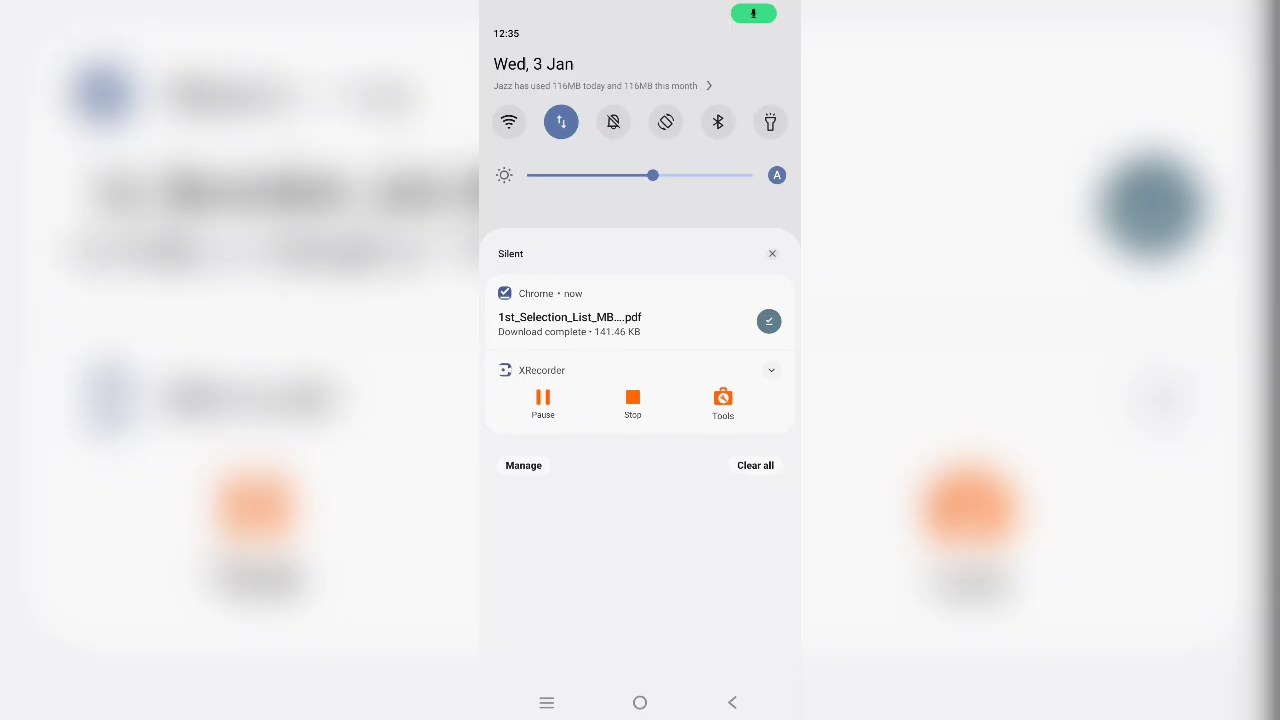 12:35
Wed, 3 Jan
Jazz has used 116MB today and 116MB this month
A
Silent
Chrome • now
1st_Selection_List_MB....pdf
Download complete • 141.46 KB
XRecorder
Pause Stop Tools
Manage Clear all